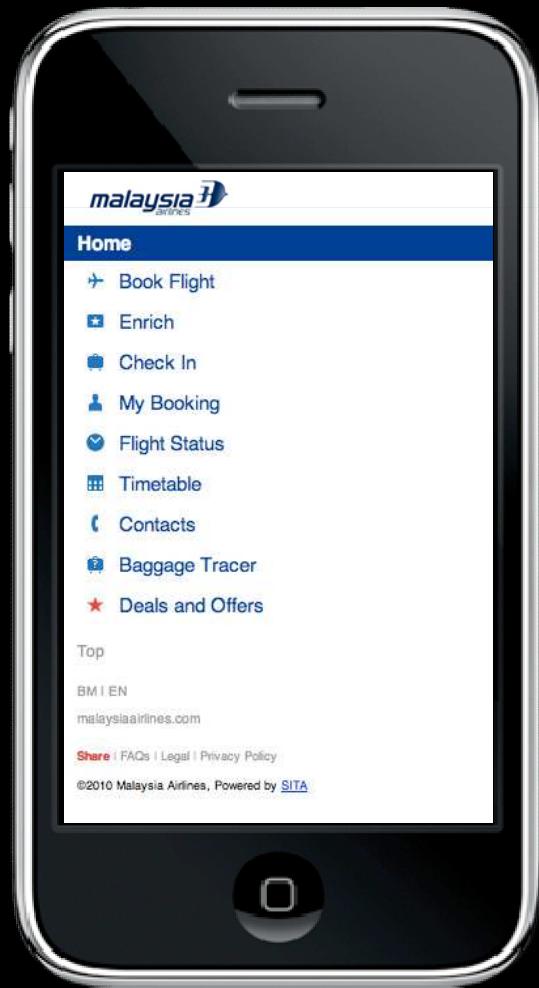 malaysia
airlines
Home
Book Flight
Enrich
Check In
My Booking
Flight Status
Timetable
Contacts
Baggage Tracer
Deals and Offers
Top
BM | EN
malaysiaairlines.com
Share | FAQs | Legal | Privacy Policy
©2010 Malaysia Airlines, Powered by SITA